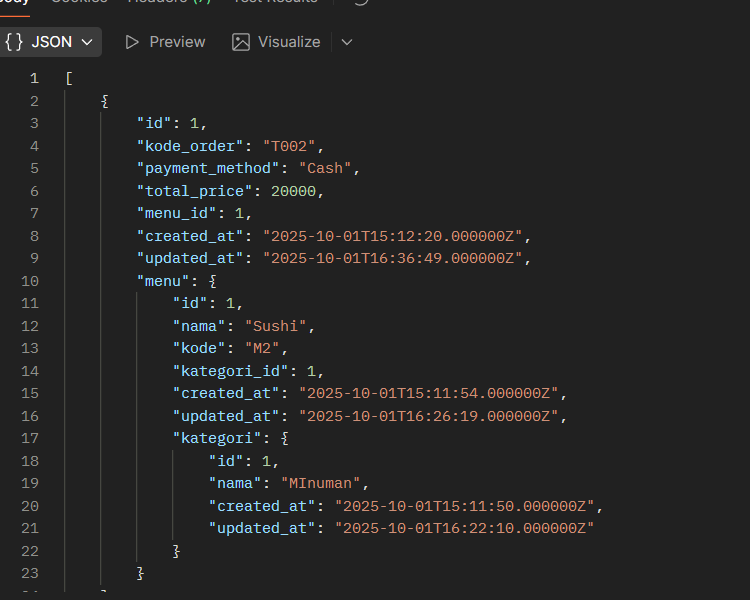 Body Cookies Headers (7) Test Results
{} JSON Preview Visualize
1 [
2 {
3 "id": 1,
4 "kode_order": "T002",
5 "payment_method": "Cash",
6 "total_price": 20000,
7 "menu_id": 1,
8 "created_at": "2025-10-01T15:12:20.000000Z",
9 "updated_at": "2025-10-01T16:36:49.000000Z",
10 "menu": {
11 "id": 1,
12 "nama": "Sushi",
13 "kode": "M2",
14 "kategori_id": 1,
15 "created_at": "2025-10-01T15:11:54.000000Z",
16 "updated_at": "2025-10-01T16:26:19.000000Z",
17 "kategori": {
18 "id": 1,
19 "nama": "MInuman",
20 "created_at": "2025-10-01T15:11:50.000000Z",
21 "updated_at": "2025-10-01T16:22:10.000000Z"
22 }
23 }